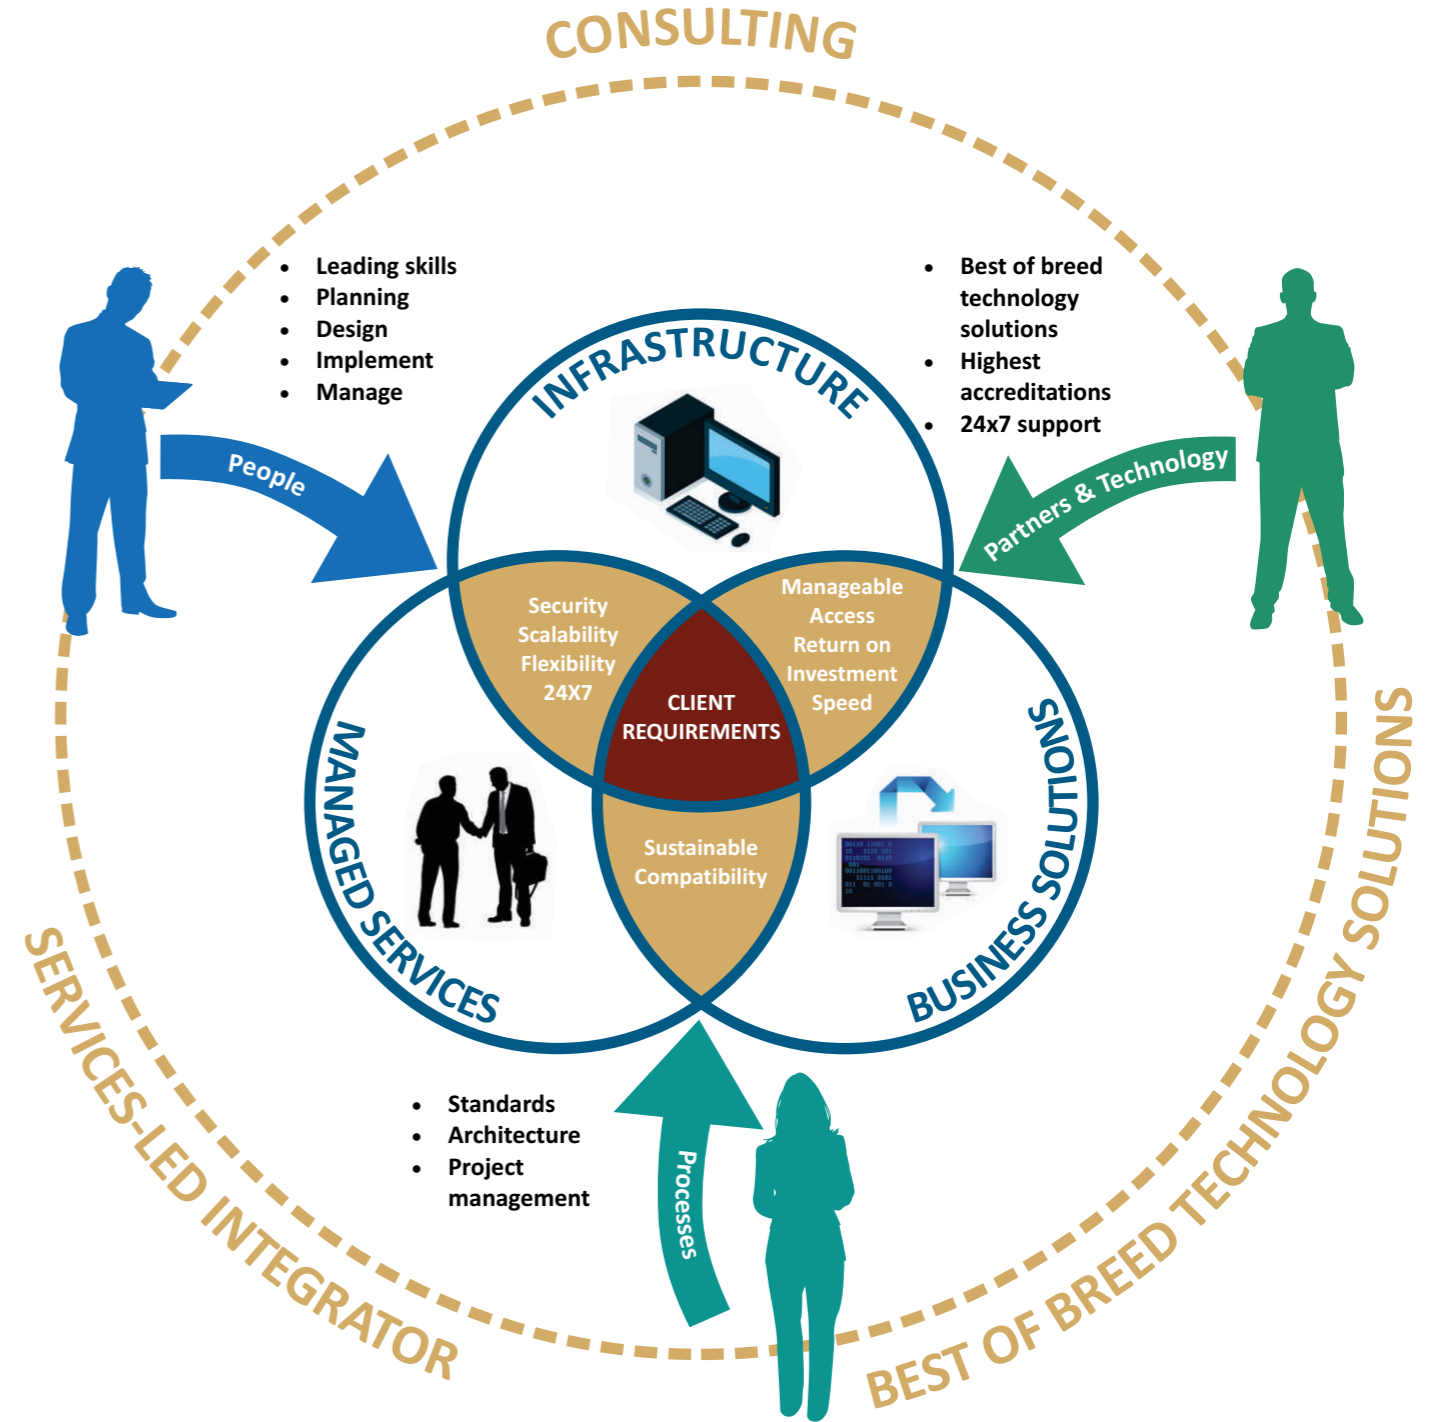 CONSULTING
• Leading skills
• Planning
• Design
• Implement
• Manage
• Best of breed
technology
solutions
• Highest
accreditations
• 24x7 support
INFRASTRUCTURE
People
Partners & Technology
Security
Scalability
Flexibility
24X7
Manageable
Access
Return on
Investment
Speed
CLIENT
REQUIREMENTS
MANAGED SERVICES
BUSINESS SOLUTIONS
Sustainable
Compatibility
• Standards
• Architecture
• Project
management
Processes
SERVICES-LED INTEGRATOR
BEST OF BREED TECHNOLOGY SOLUTIONS